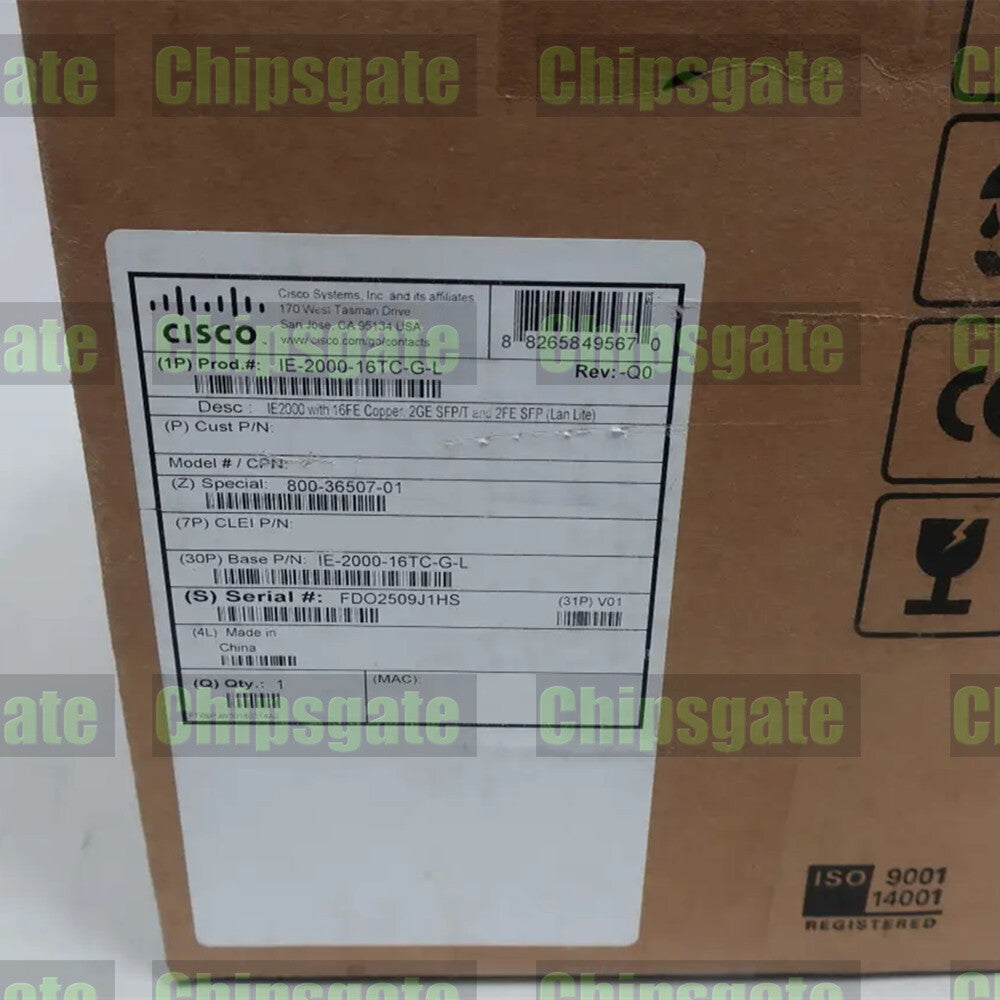 Chipsgate
Cisco Systems, Inc. and its affiliates
170 West Tasman Drive
San Jose, CA 95134 USA
www.cisco.com/go/contacts
CISCO
8 82658 49567 0
(1P) Prod.#: IE-2000-16TC-G-L
Rev:-Q0
Desc : IE2000 with 16FE Copper, 2GE SFP/T and 2FE SFP (Lan Lite)
(P) Cust P/N:
Model # / CPN:
(Z) Special: 800-36507-01
(7P) CLEI P/N:
(30P) Base P/N: IE-2000-16TC-G-L
(S) Serial #: FDO2509J1HS
(31P) V01
(4L) Made in
China
(Q) Qty.: 1
(MAC):
ISO 9001
14001
REGISTERED
Chipsgate
Chipsgate
Chipsgate
Chipsgate
Chipsgate
Chipsgate
Chipsgate